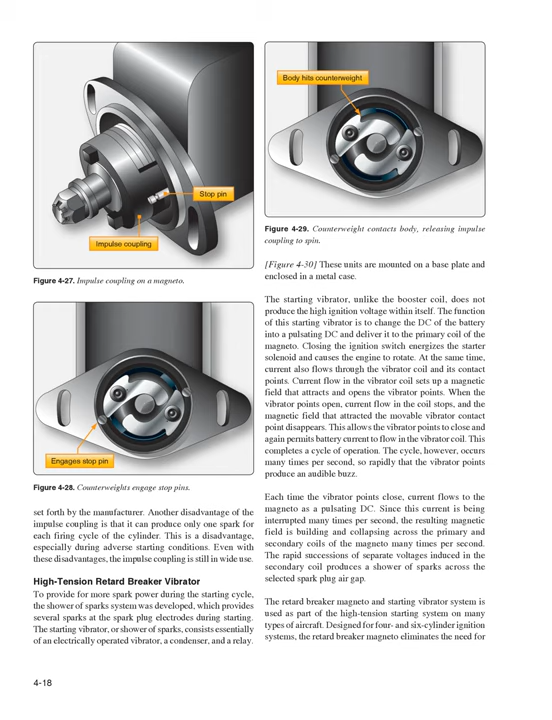 Stop pin
Impulse coupling
Figure 4-27. Impulse coupling on a magneto.
Engages stop pin
Figure 4-28. Counterweights engage stop pins.
set forth by the manufacturer. Another disadvantage of the
impulse coupling is that it can produce only one spark for
each firing cycle of the cylinder. This is a disadvantage,
especially during adverse starting conditions. Even with
these disadvantages, the impulse coupling is still in wide use.
High-Tension Retard Breaker Vibrator
To provide for more spark power during the starting cycle,
the shower of sparks system was developed, which provides
several sparks at the spark plug electrodes during starting.
The starting vibrator, or shower of sparks, consists essentially
of an electrically operated vibrator, a condenser, and a relay.
Body hits counterweight
Figure 4-29. Counterweight contacts body, releasing impulse
coupling to spin.
[Figure 4-30] These units are mounted on a base plate and
enclosed in a metal case.
The starting vibrator, unlike the booster coil, does not
produce the high ignition voltage within itself. The function
of this starting vibrator is to change the DC of the battery
into a pulsating DC and deliver it to the primary coil of the
magneto. Closing the ignition switch energizes the starter
solenoid and causes the engine to rotate. At the same time,
current also flows through the vibrator coil and its contact
points. Current flow in the vibrator coil sets up a magnetic
field that attracts and opens the vibrator points. When the
vibrator points open, current flow in the coil stops, and the
magnetic field that attracted the movable vibrator contact
point disappears. This allows the vibrator points to close and
again permits battery current to flow in the vibrator coil. This
completes a cycle of operation. The cycle, however, occurs
many times per second, so rapidly that the vibrator points
produce an audible buzz.
Each time the vibrator points close, current flows to the
magneto as a pulsating DC. Since this current is being
interrupted many times per second, the resulting magnetic
field is building and collapsing across the primary and
secondary coils of the magneto many times per second.
The rapid successions of separate voltages induced in the
secondary coil produces a shower of sparks across the
selected spark plug air gap.
The retard breaker magneto and starting vibrator system is
used as part of the high-tension starting system on many
types of aircraft. Designed for four- and six-cylinder ignition
systems, the retard breaker magneto eliminates the need for
4-18